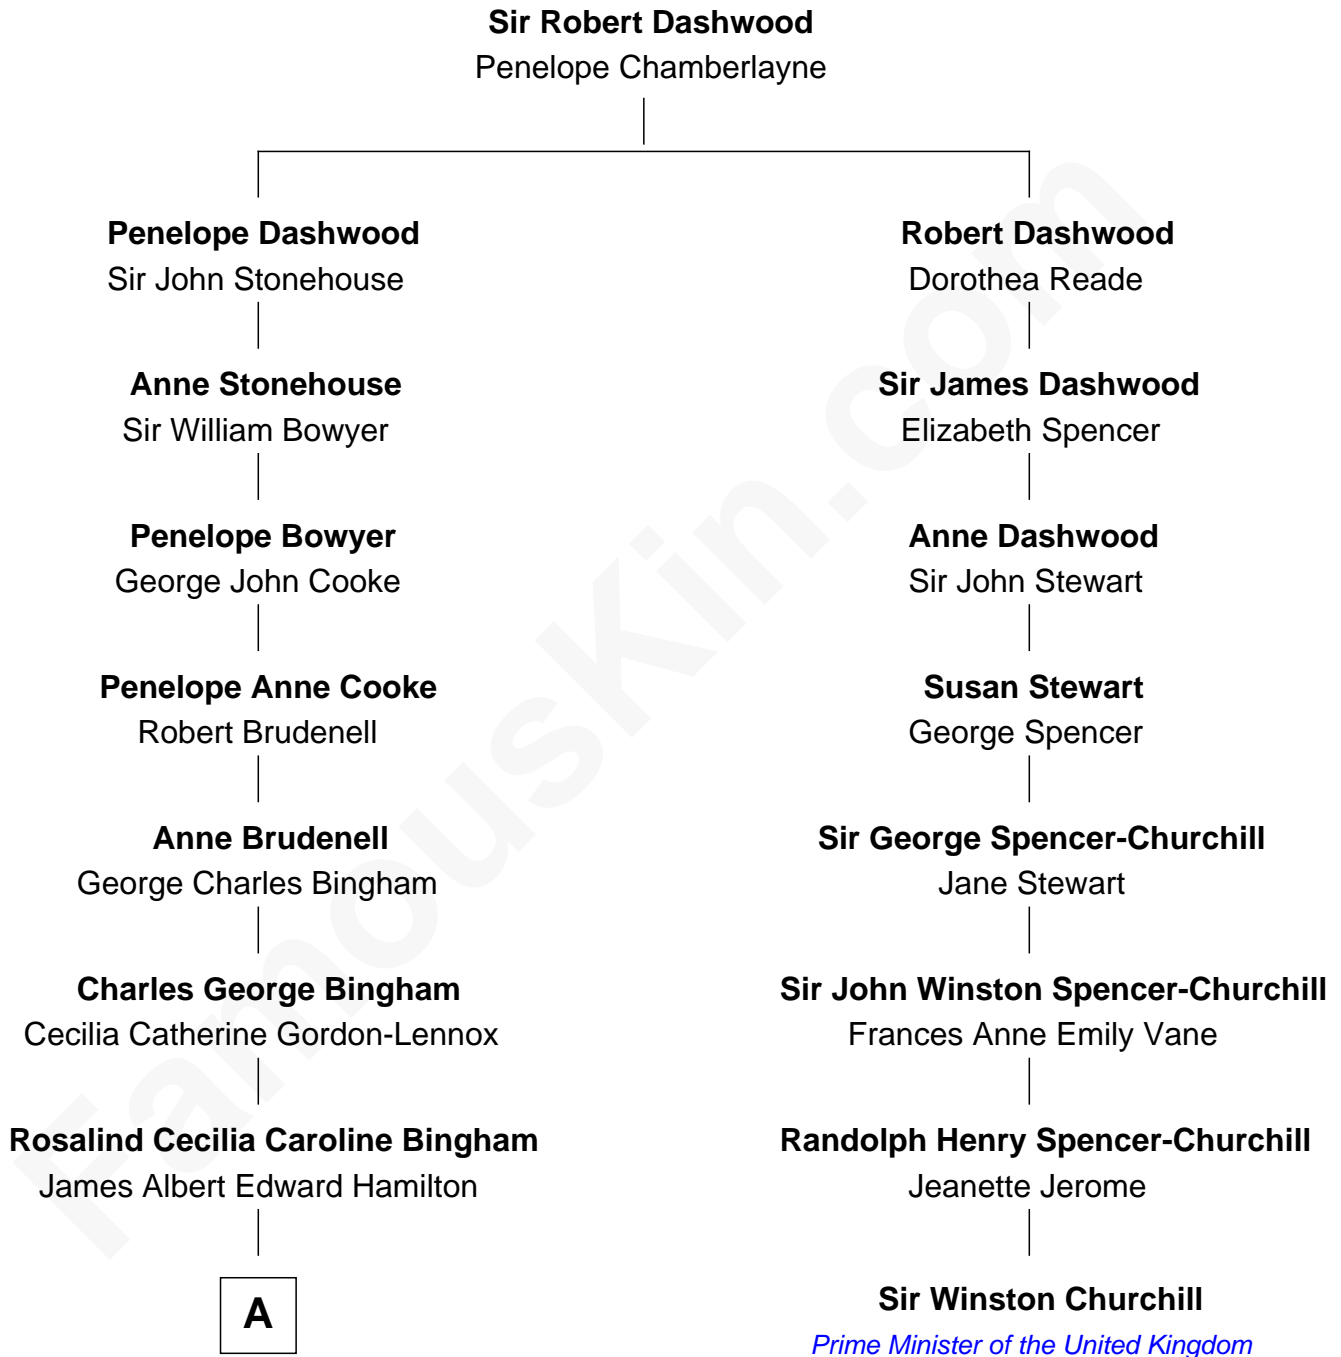 Sir Robert Dashwood
Penelope Chamberlayne
Penelope Dashwood
Sir John Stonehouse
Robert Dashwood
Dorothea Reade
Anne Stonehouse
Sir William Bowyer
Sir James Dashwood
Elizabeth Spencer
Penelope Bowyer
George John Cooke
Anne Dashwood
Sir John Stewart
Penelope Anne Cooke
Robert Brudenell
Susan Stewart
George Spencer
Anne Brudenell
George Charles Bingham
Sir George Spencer-Churchill
Jane Stewart
Charles George Bingham
Cecilia Catherine Gordon-Lennox
Sir John Winston Spencer-Churchill
Frances Anne Emily Vane
Rosalind Cecilia Caroline Bingham
James Albert Edward Hamilton
Randolph Henry Spencer-Churchill
Jeanette Jerome
A
Sir Winston Churchill
Prime Minister of the United Kingdom
FamousKin.com